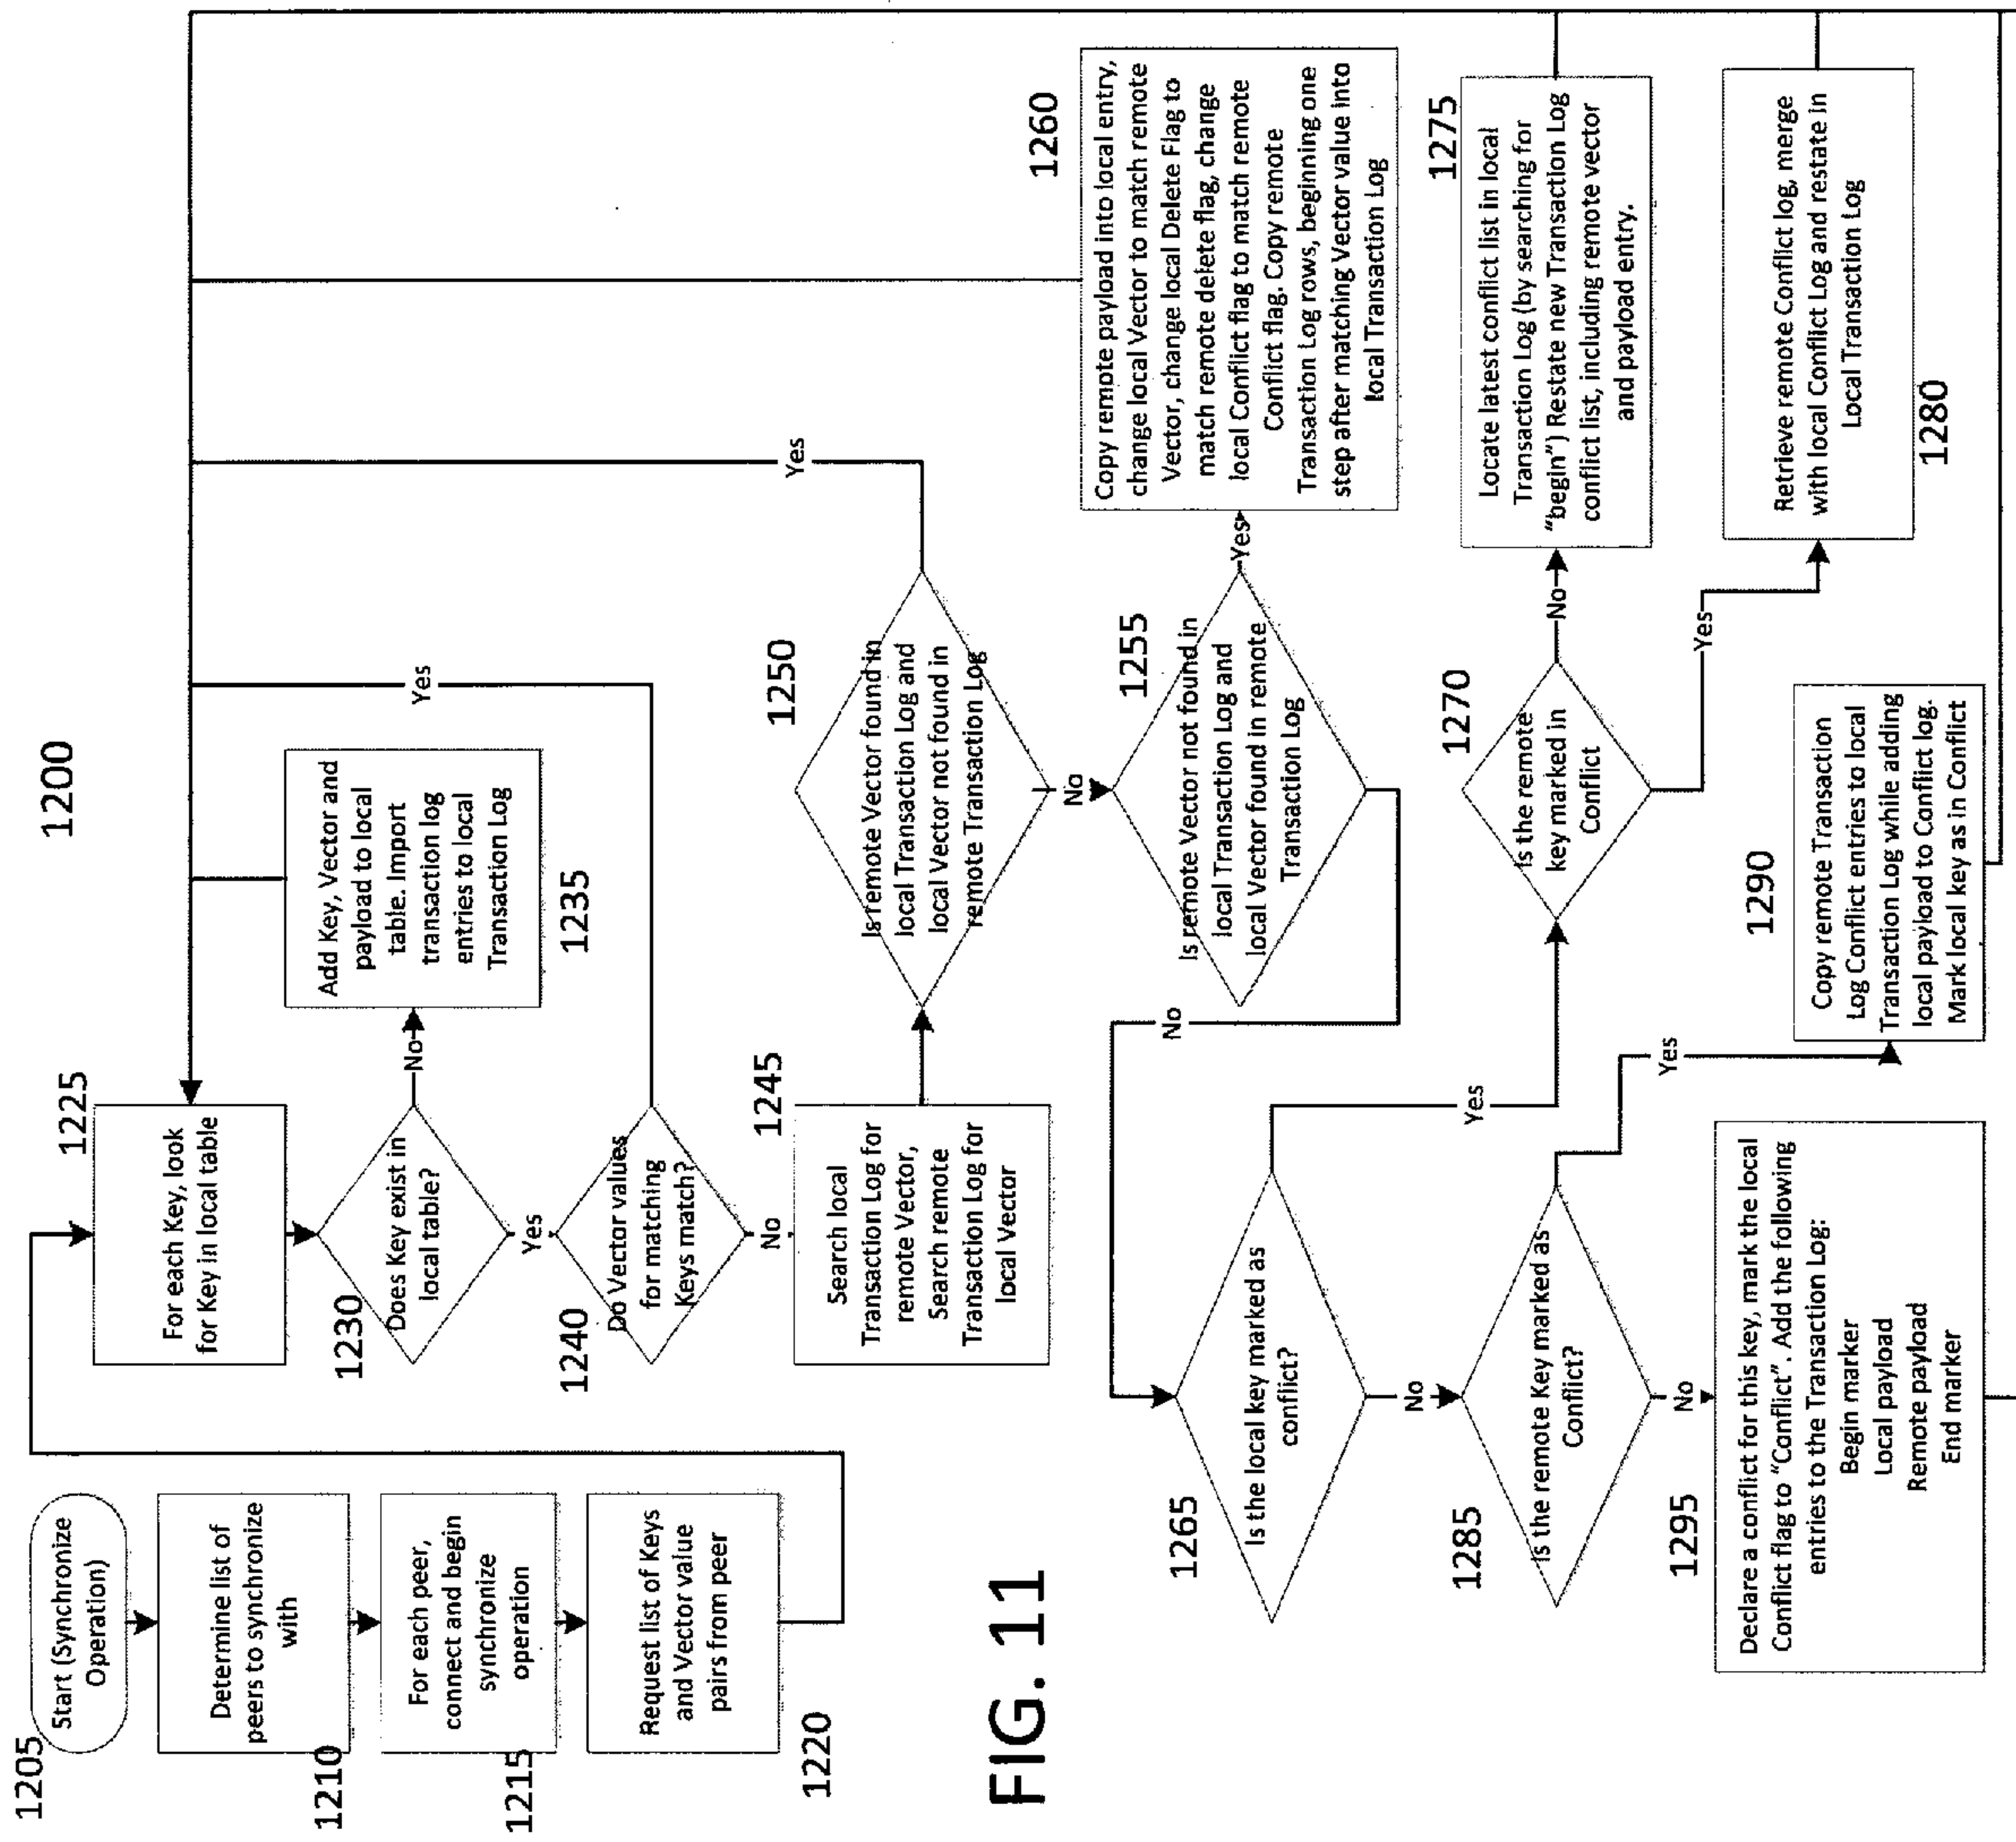 1200
1205
Start (Synchronize
Operation)
1210
Determine list of
peers to synchronize
with
1215
For each peer,
connect and begin
synchronize
operation
1220
Request list of Keys
and Vector value
pairs from peer
1225
For each Key, look
for Key in local table
1230
Does Key exist in
local table?
No
Yes
1235
Add Key, Vector and
payload to local
table. Import
transaction log
entries to local
Transaction Log
1240
Do Vector values
for matching
Keys match?
Yes
No
1245
Search local
Transaction Log for
remote Vector,
Search remote
Transaction Log for
local Vector
1250
Is remote Vector found in
local Transaction Log and
local Vector not found in
remote Transaction Log
Yes
No
1255
Is remote Vector not found in
local Transaction Log and
local Vector found in remote
Transaction Log
Yes
No
1260
Copy remote payload into local entry,
change local Vector to match remote
Vector, change local Delete Flag to
match remote delete flag, change
local Conflict flag to match remote
Conflict flag. Copy remote
Transaction Log rows, beginning one
step after matching Vector value into
local Transaction Log
1265
Is the local key marked as
conflict?
Yes
No
1270
Is the remote
key marked in
Conflict
No
Yes
1275
Locate latest conflict list in local
Transaction Log (by searching for
"begin") Restate new Transaction Log
conflict list, including remote vector
and payload entry.
1280
Retrieve remote Conflict log, merge
with local Conflict Log and restate in
Local Transaction Log
1285
Is the remote Key marked as
Conflict?
Yes
No
1290
Copy remote Transaction
Log Conflict entries to local
Transaction Log while adding
local payload to Conflict log.
Mark local key as in Conflict
1295
Declare a conflict for this key, mark the local
Conflict flag to "Conflict". Add the following
entries to the Transaction Log:
Begin marker
Local payload
Remote payload
End marker
FIG. 11